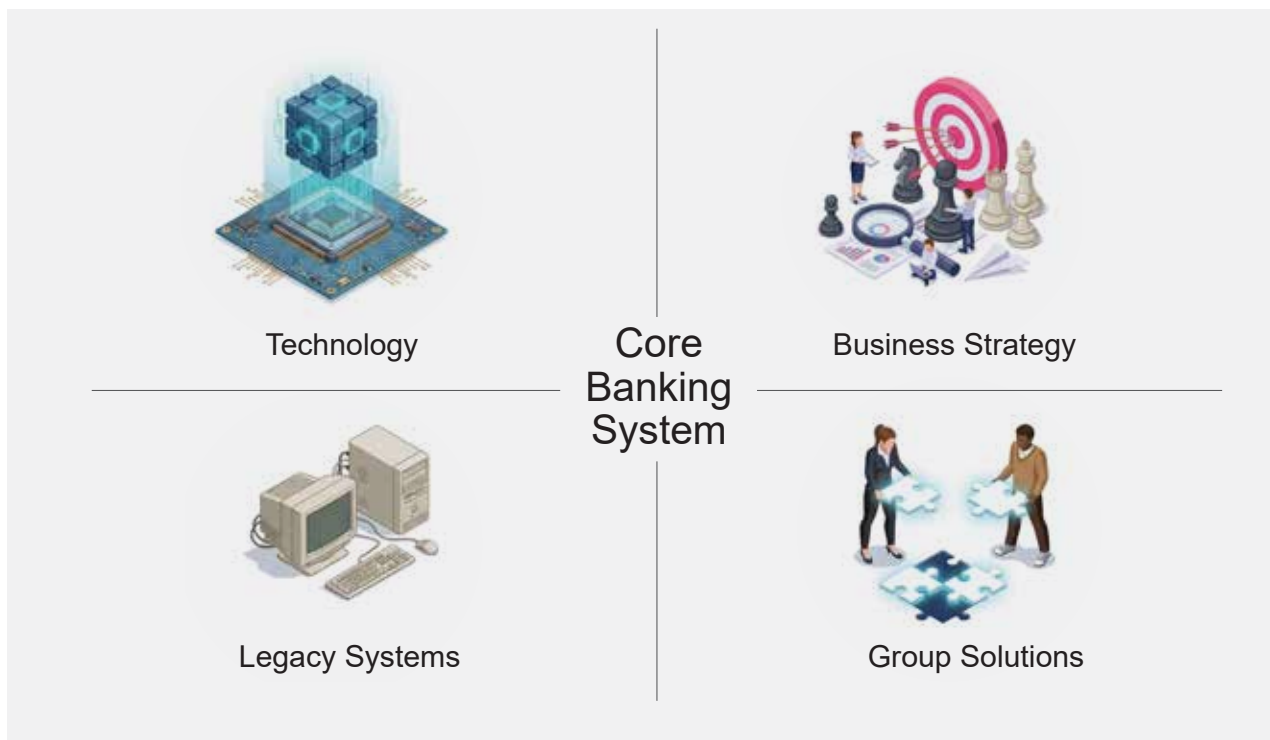 Technology
Core
Banking
System
Business Strategy
Legacy Systems
Group Solutions